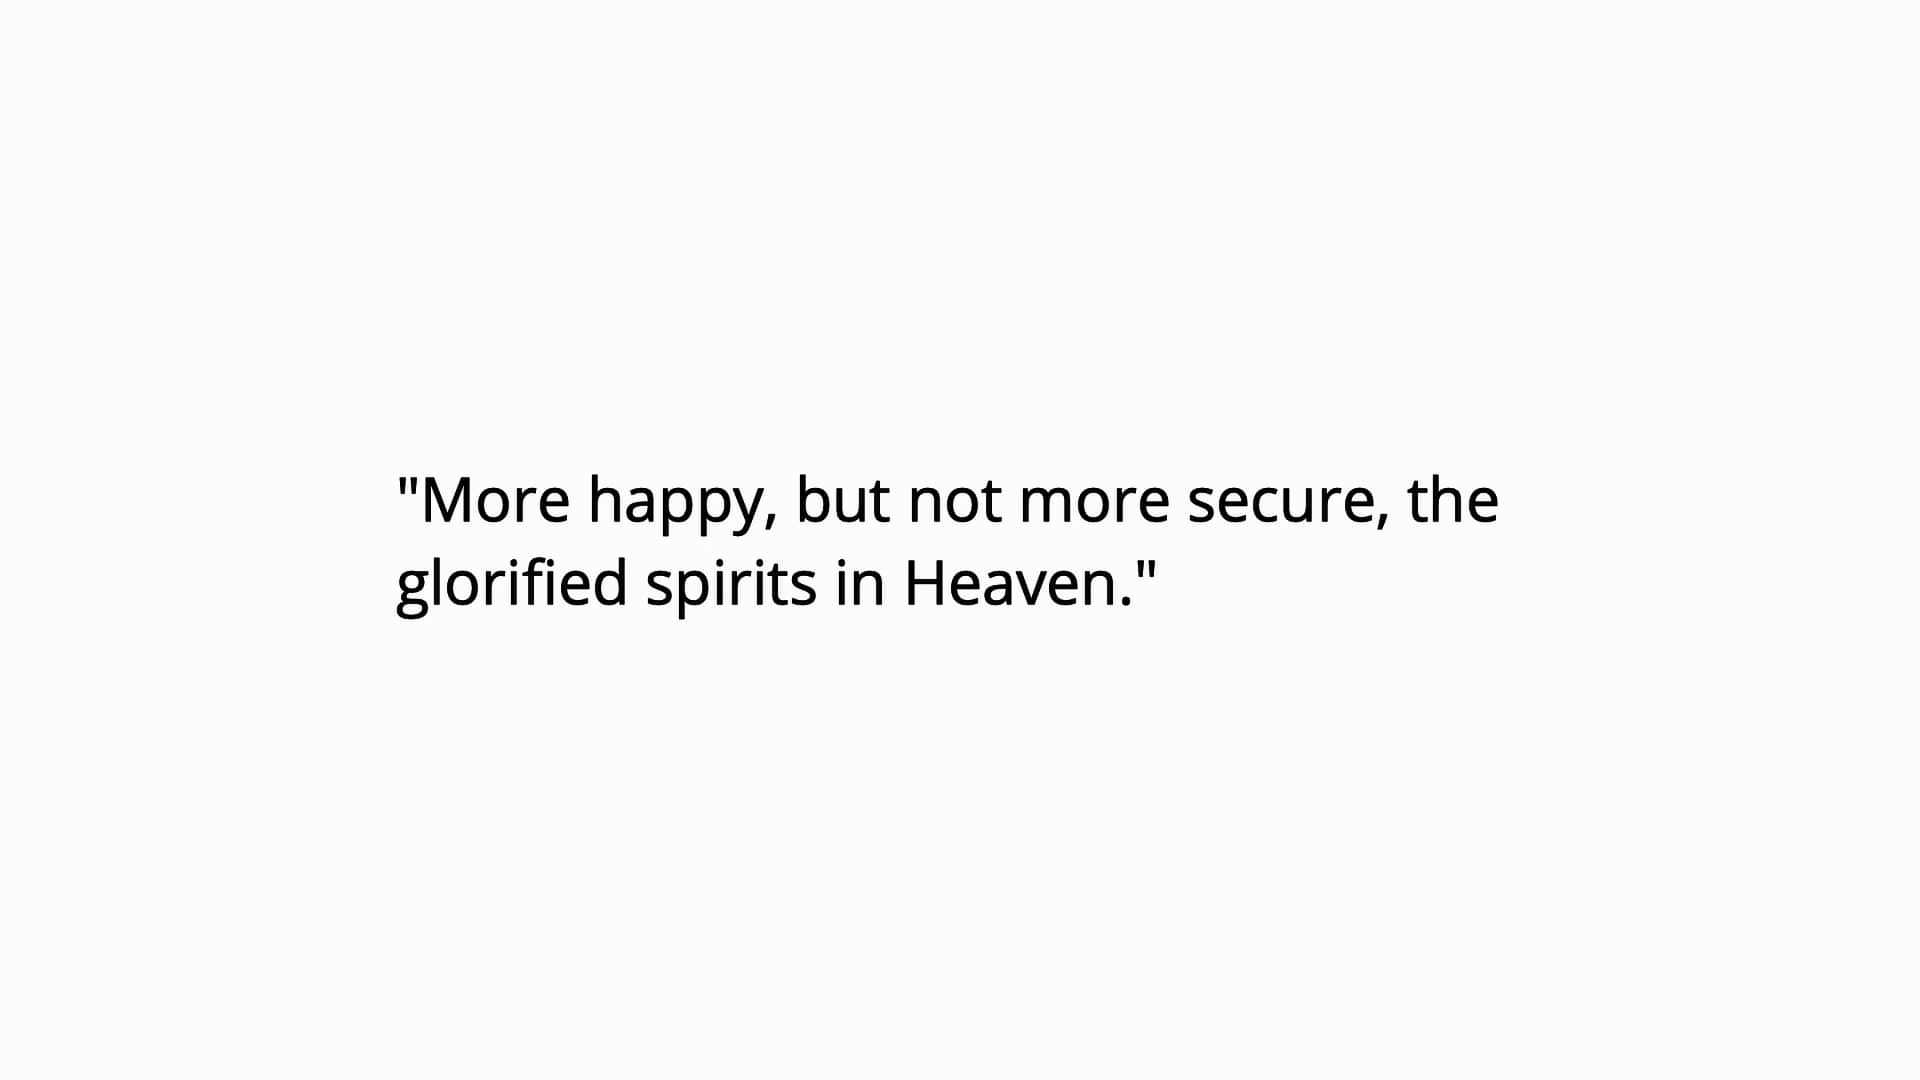 "More happy, but not more secure, the
glorified spirits in Heaven."